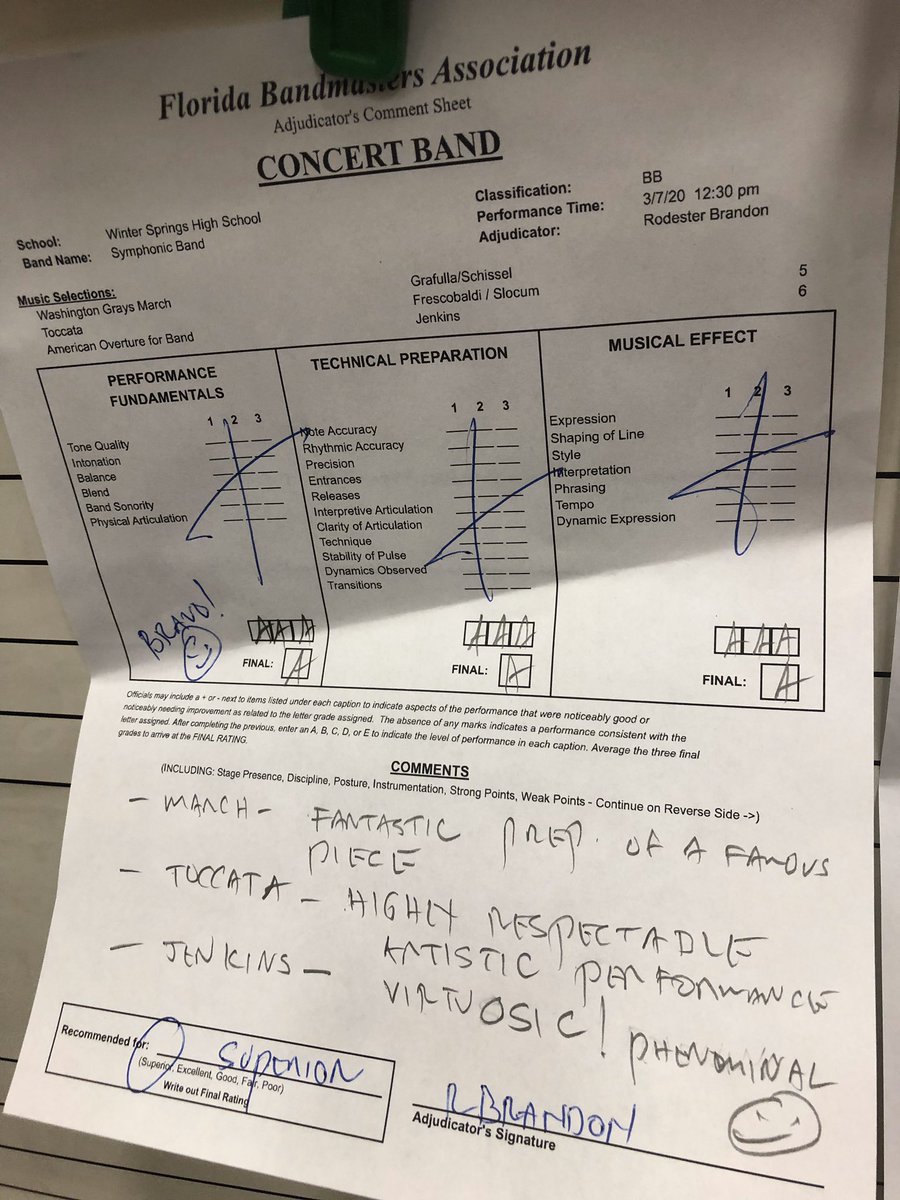 Florida Bandmasters Association
Adjudicator's Comment Sheet
CONCERT BAND
School: Winter Springs High School
Band Name: Symphonic Band
Classification: BB
Performance Time: 3/7/20 12:30 pm
Adjudicator: Rodester Brandon
Music Selections:
Washington Grays March Grafulla/Schissel 5
Toccata Frescobaldi / Slocum 6
American Overture for Band Jenkins
PERFORMANCE FUNDAMENTALS
1 2 3
Tone Quality
Intonation
Balance
Blend
Band Sonority
Physical Articulation
BRAVO!
A A A
FINAL: A
TECHNICAL PREPARATION
1 2 3
Note Accuracy
Rhythmic Accuracy
Precision
Entrances
Releases
Interpretive Articulation
Clarity of Articulation
Technique
Stability of Pulse
Dynamics Observed
Transitions
A A A
FINAL: A
MUSICAL EFFECT
1 2 3
Expression
Shaping of Line
Style
Interpretation
Phrasing
Tempo
Dynamic Expression
A A A
FINAL: A
Officials may include a + or - next to items listed under each caption to indicate aspects of the performance that were noticeably good or
noticeably needing improvement as related to the letter grade assigned. The absence of any marks indicates a performance consistent with the
letter assigned. After completing the previous, enter an A, B, C, D, or E to indicate the level of performance in each caption. Average the three final
grades to arrive at the FINAL RATING.
COMMENTS
(INCLUDING: Stage Presence, Discipline, Posture, Instrumentation, Strong Points, Weak Points - Continue on Reverse Side ->)
- MARCH - FANTASTIC PREP. OF A FAMOUS
PIECE
- TOCCATA - HIGHLY RESPECTABLE
ARTISTIC PERFORMANCE
- JENKINS - VIRTUOSIC! PHENOMINAL
Recommended for: SUPERIOR
(Superior, Excellent, Good, Fair, Poor)
Write out Final Rating
R BRANDON
Adjudicator's Signature